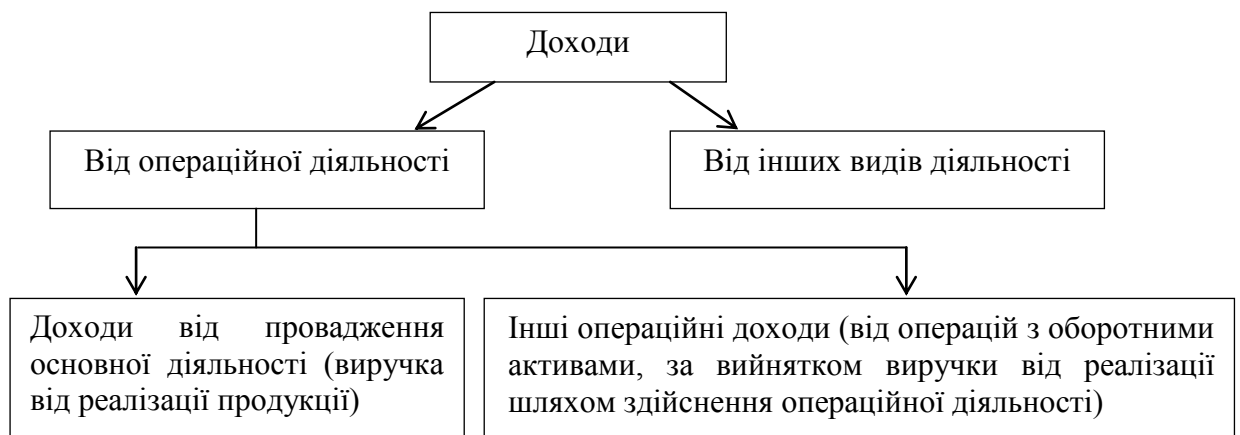 Доходи
Від операційної діяльності
Від інших видів діяльності
Доходи від провадження
основної діяльності (виручка
від реалізації продукції)
Інші операційні доходи (від операцій з оборотними
активами, за вийнятком виручки від реалізації
шляхом здійснення операційної діяльності)